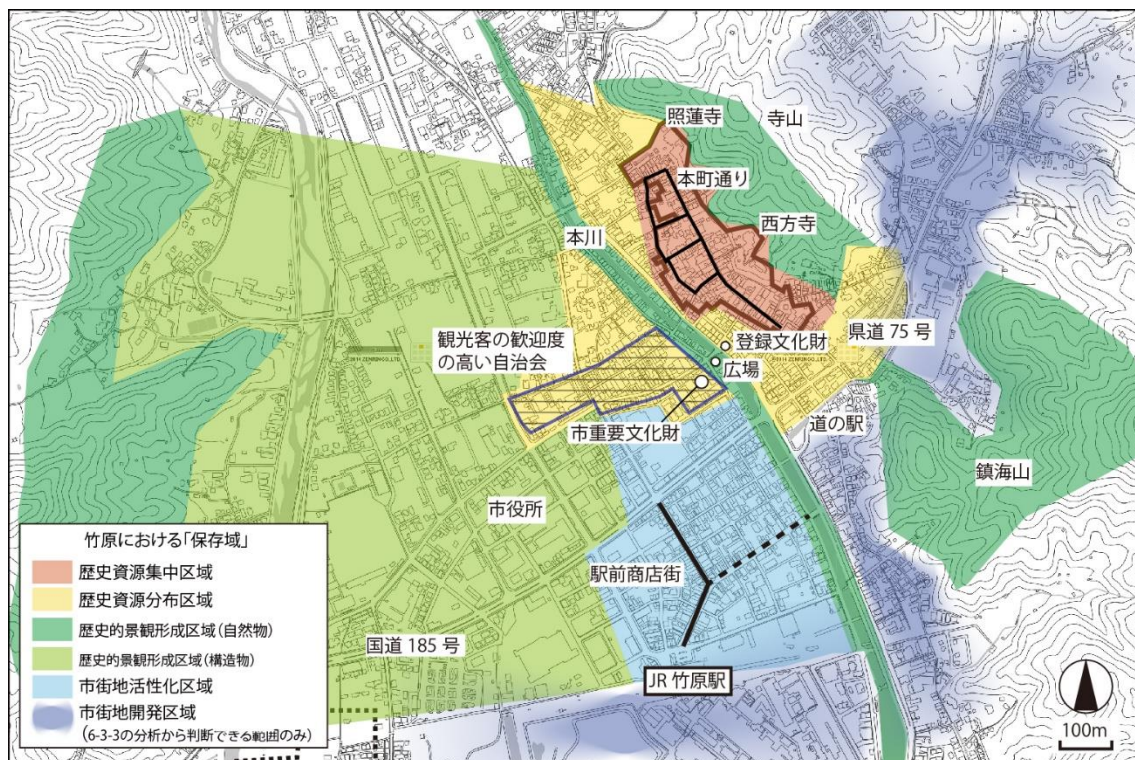 照蓮寺
寺山
本町通り
西方寺
本川
県道 75 号
観光客の歓迎度
の高い自治会
登録文化財
広場
市重要文化財
道の駅
鎮海山
市役所
駅前商店街
国道 185 号
JR 竹原駅
竹原における「保存域」
歴史資源集中区域
歴史資源分布区域
歴史的景観形成区域(自然物)
歴史的景観形成区域(構造物)
市街地活性化区域
市街地開発区域
(6-3-3の分析から判断できる範囲のみ)
100m